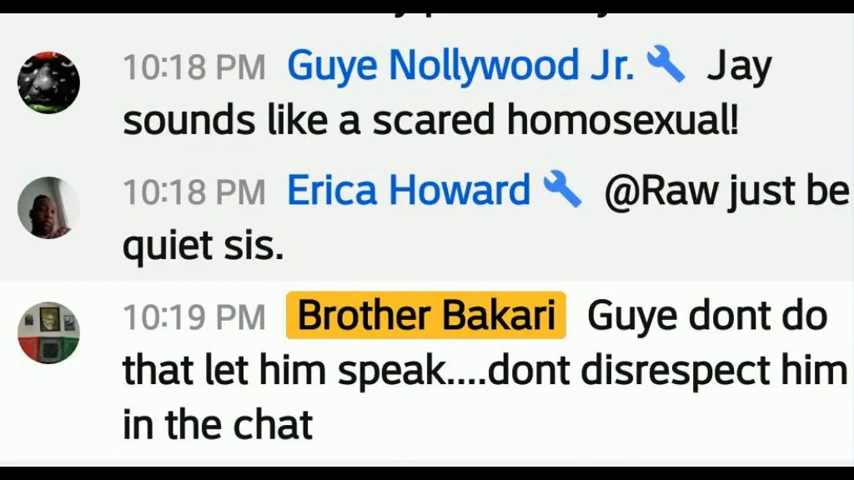 10:18 PM Guye Nollywood Jr. Jay
sounds like a scared homosexual!
10:18 PM Erica Howard @Raw just be
quiet sis.
10:19 PM Brother Bakari Guye dont do
that let him speak....dont disrespect him
in the chat